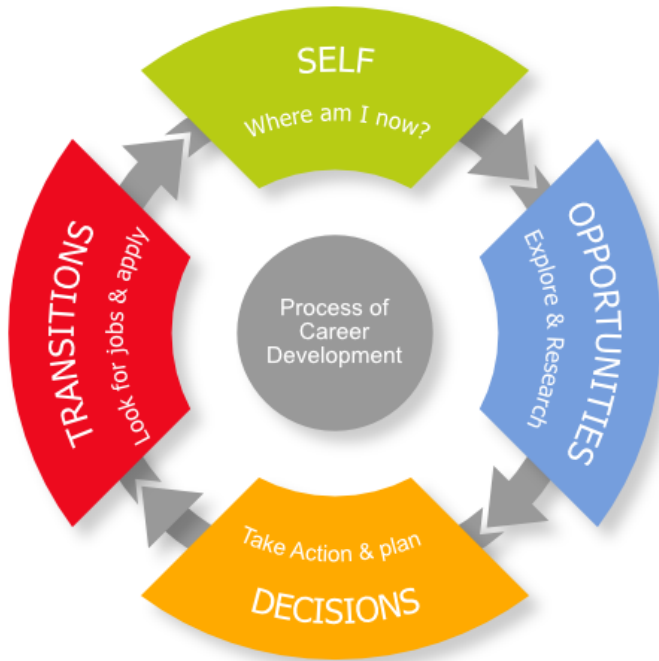 SELF
Where am I now?
OPPORTUNITIES
Explore & Research
DECISIONS
Take Action & plan
TRANSITIONS
Look for jobs & apply
Process of
Career
Development